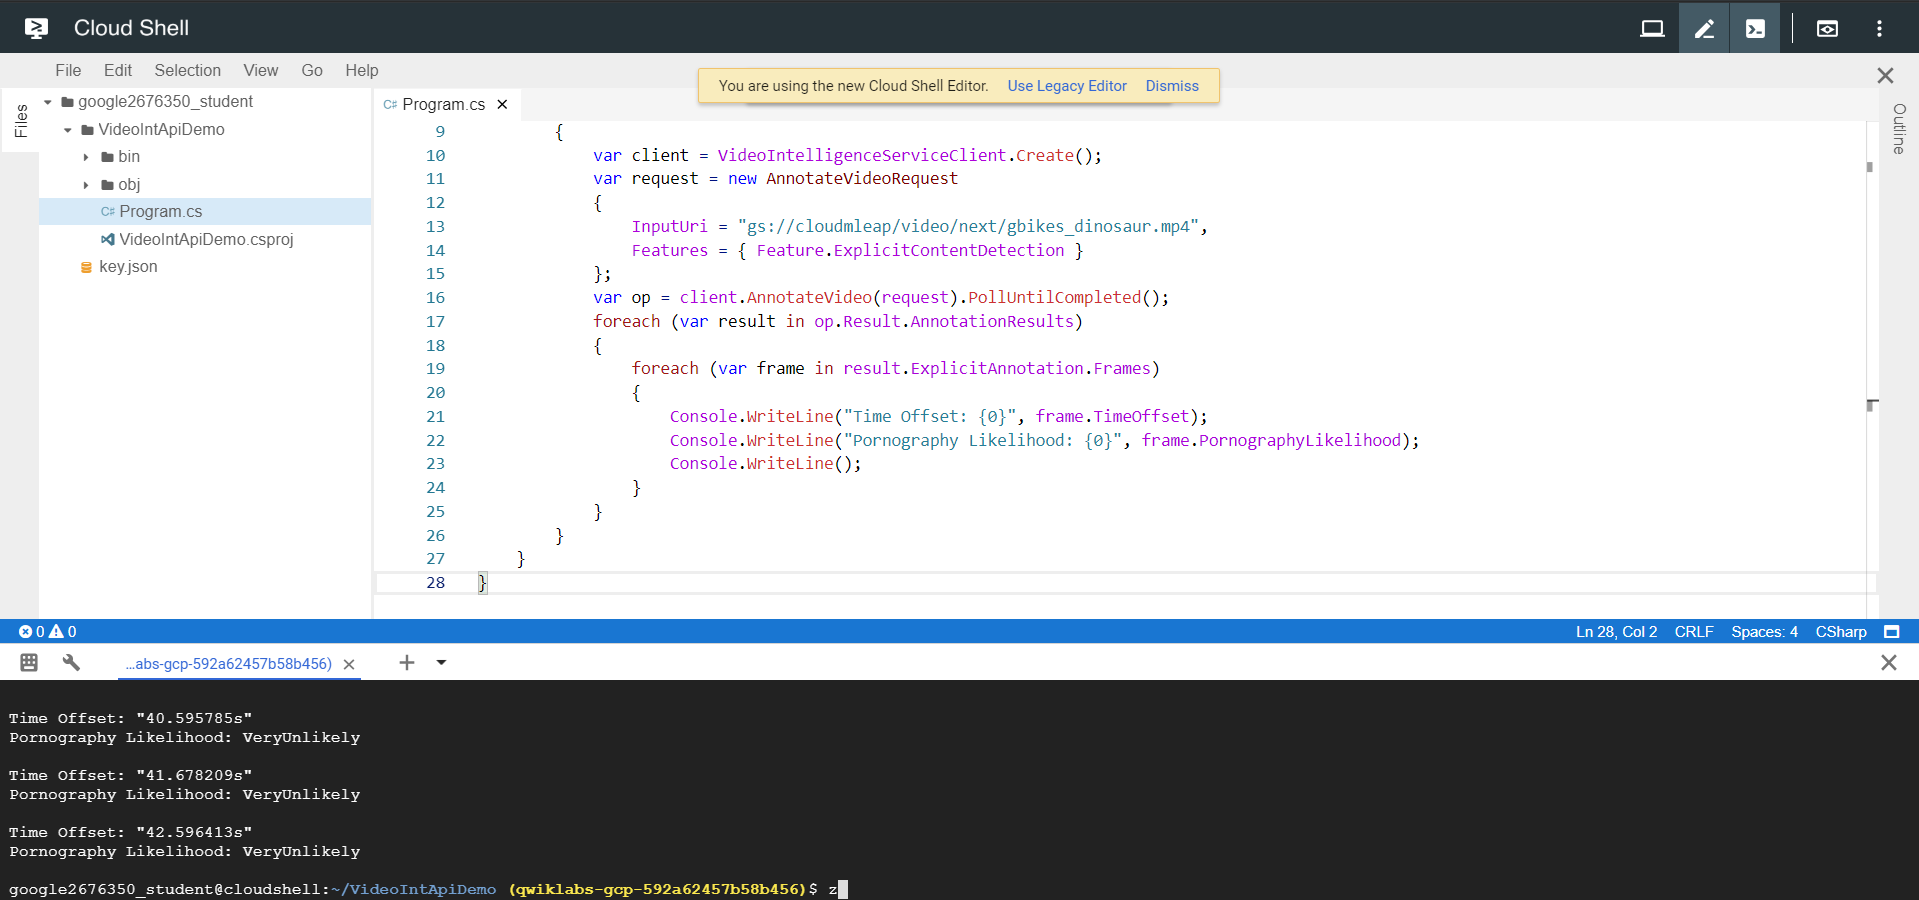 Cloud Shell
File Edit Selection View Go Help
You are using the new Cloud Shell Editor. Use Legacy Editor Dismiss
Files
google2676350_student
VideoIntApiDemo
bin
obj
C# Program.cs
VideoIntApiDemo.csproj
key.json
C# Program.cs
Outline
9 {
10 var client = VideoIntelligenceServiceClient.Create();
11 var request = new AnnotateVideoRequest
12 {
13 InputUri = "gs://cloudmleap/video/next/gbikes_dinosaur.mp4",
14 Features = { Feature.ExplicitContentDetection }
15 };
16 var op = client.AnnotateVideo(request).PollUntilCompleted();
17 foreach (var result in op.Result.AnnotationResults)
18 {
19 foreach (var frame in result.ExplicitAnnotation.Frames)
20 {
21 Console.WriteLine("Time Offset: {0}", frame.TimeOffset);
22 Console.WriteLine("Pornography Likelihood: {0}", frame.PornographyLikelihood);
23 Console.WriteLine();
24 }
25 }
26 }
27 }
28 }
0 0 Ln 28, Col 2 CRLF Spaces: 4 CSharp
...abs-gcp-592a62457b58b456)
Time Offset: "40.595785s"
Pornography Likelihood: VeryUnlikely
Time Offset: "41.678209s"
Pornography Likelihood: VeryUnlikely
Time Offset: "42.596413s"
Pornography Likelihood: VeryUnlikely
google2676350_student@cloudshell:~/VideoIntApiDemo (qwiklabs-gcp-592a62457b58b456)$ z